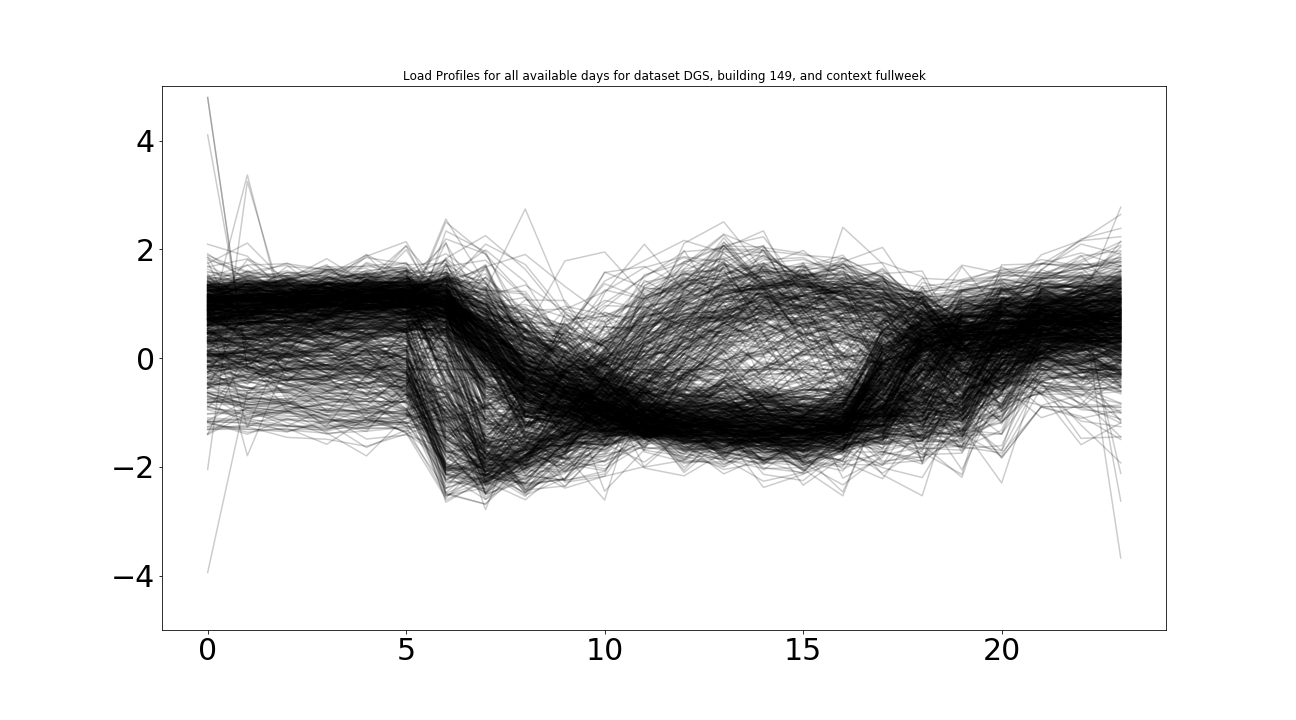 Load Profiles for all available days for dataset DGS, building 149, and context fullweek
4
2
0
−2
−4
0 5 10 15 20